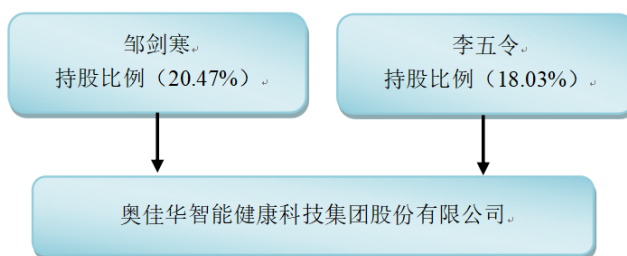 邹剑寒
持股比例（20.47%）
李五令
持股比例（18.03%）
奥佳华智能健康科技集团股份有限公司